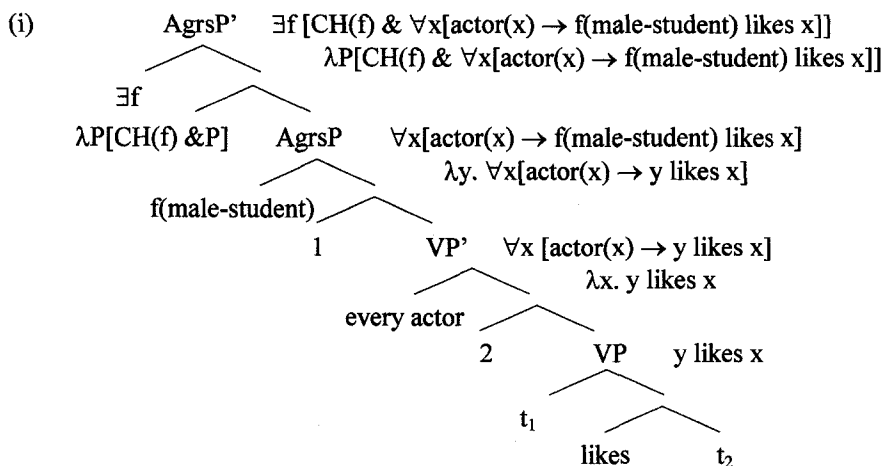 (i) AgrsP’ ∃f [CH(f) & ∀x[actor(x) → f(male-student) likes x]]
λP[CH(f) & ∀x[actor(x) → f(male-student) likes x]]
∃f
λP[CH(f) &P] AgrsP ∀x[actor(x) → f(male-student) likes x]
λy. ∀x[actor(x) → y likes x]
f(male-student)
1 VP’ ∀x [actor(x) → y likes x]
λx. y likes x
every actor
2 VP y likes x
t₁
likes t₂